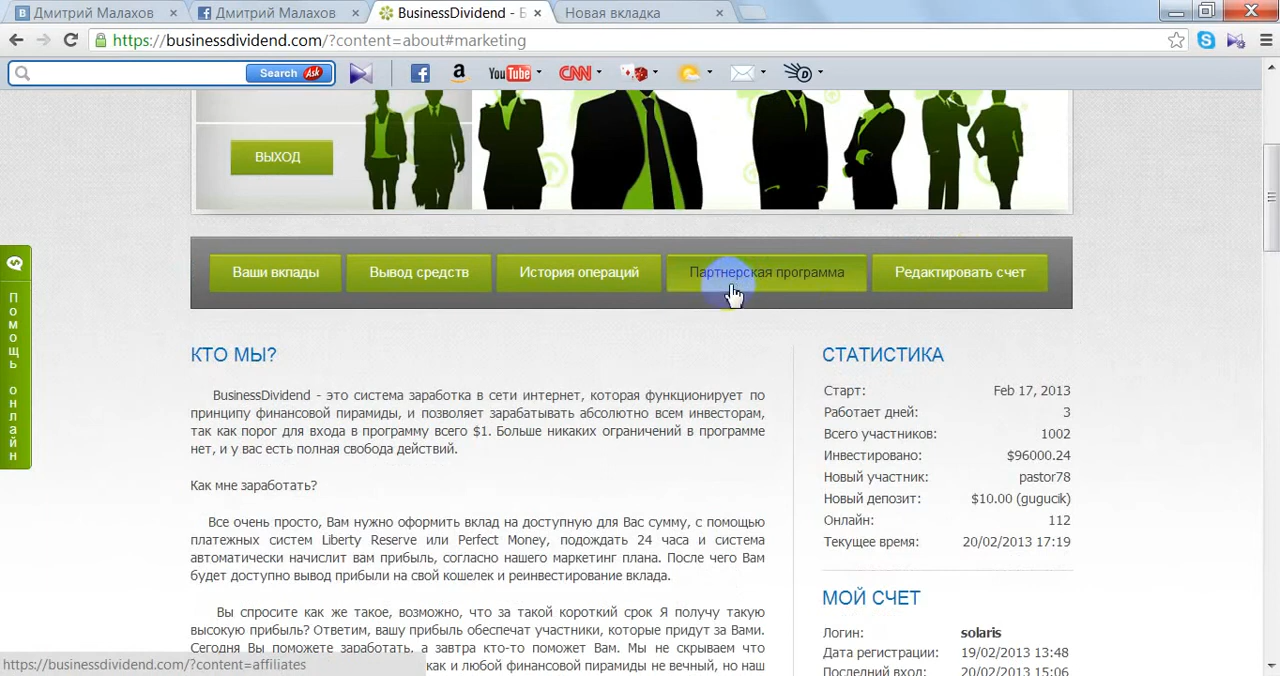 Дмитрий Малахов
Дмитрий Малахов
BusinessDividend - Б
Новая вкладка
https://businessdividend.com/?content=about#marketing
Search Ask
amazon
YouTube
CNN
ВЫХОД
Ваши вклады
Вывод средств
История операций
Партнерская программа
Редактировать счет
Помощь онлайн
КТО МЫ?
BusinessDividend - это система заработка в сети интернет, которая функционирует по
принципу финансовой пирамиды, и позволяет зарабатывать абсолютно всем инвесторам,
так как порог для входа в программу всего $1. Больше никаких ограничений в программе
нет, и у вас есть полная свобода действий.
Как мне заработать?
Все очень просто, Вам нужно оформить вклад на доступную для Вас сумму, с помощью
платежных систем Liberty Reserve или Perfect Money, подождать 24 часа и система
автоматически начислит вам прибыль, согласно нашего маркетинг плана. После чего Вам
будет доступно вывод прибыли на свой кошелек и реинвестирование вклада.
Вы спросите как же такое, возможно, что за такой короткий срок Я получу такую
высокую прибыль? Ответим, вашу прибыль обеспечат участники, которые придут за Вами.
Сегодня Вы поможете заработать, а завтра кто-то поможет Вам. Мы не скрываем что
как и любой финансовой пирамиды не вечный, но наш
СТАТИСТИКА
Старт: Feb 17, 2013
Работает дней: 3
Всего участников: 1002
Инвестировано: $96000.24
Новый участник: pastor78
Новый депозит: $10.00 (gugucik)
Онлайн: 112
Текущее время: 20/02/2013 17:19
МОЙ СЧЕТ
Логин: solaris
Дата регистрации: 19/02/2013 13:48
Последний вход: 20/02/2013 15:06
https://businessdividend.com/?content=affiliates